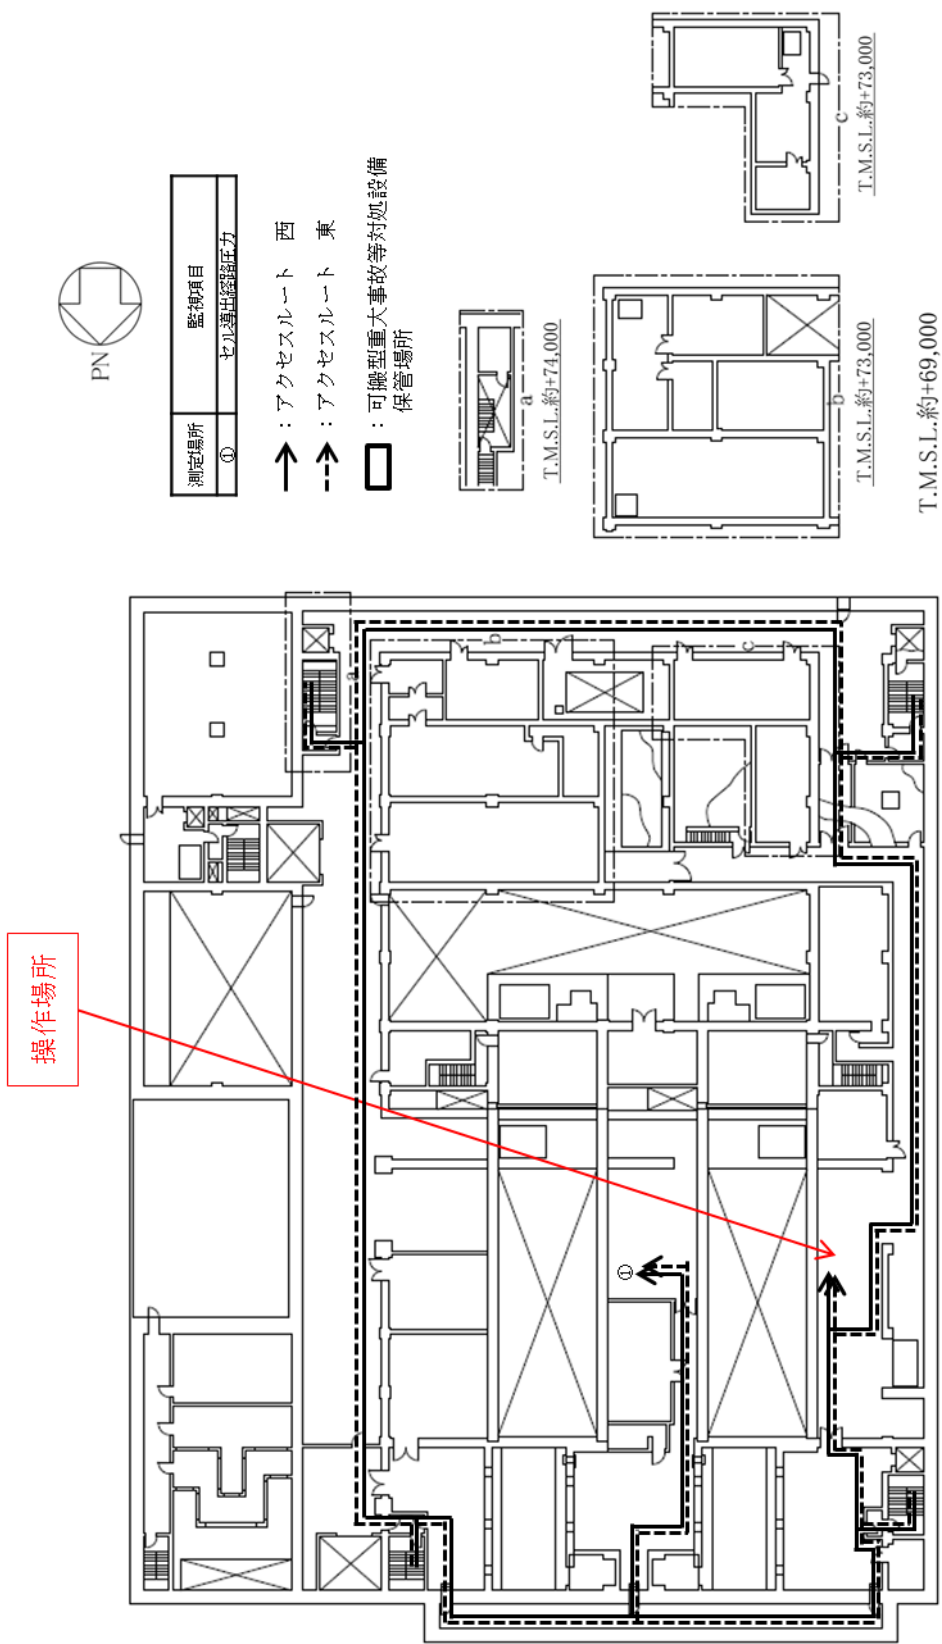 PN
測定場所 監視項目
① セル導出経路圧力
：アクセスルート 西
：アクセスルート 東
：可搬型重大事故等対処設備
保管場所
a
T.M.S.L.約+74,000
b
T.M.S.L.約+73,000
c
T.M.S.L.約+73,000
T.M.S.L.約+69,000
操作場所
a
b
c
①